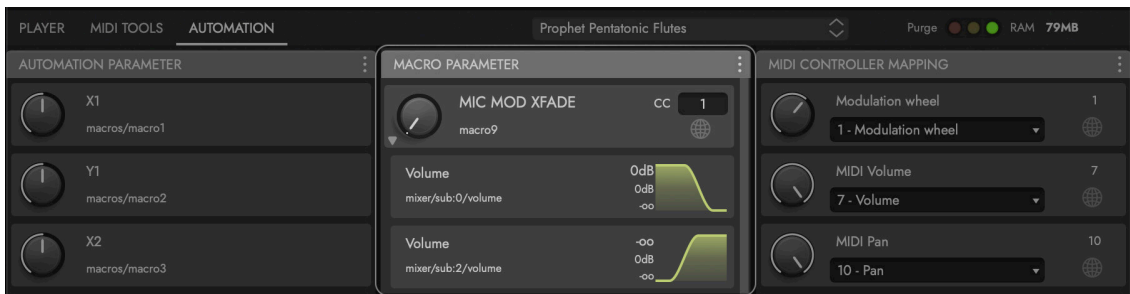 PLAYER MIDI TOOLS AUTOMATION Prophet Pentatonic Flutes Purge RAM 79MB
AUTOMATION PARAMETER
X1
macros/macro1
Y1
macros/macro2
X2
macros/macro3
MACRO PARAMETER
MIC MOD XFADE CC 1
macro9
Volume 0dB
mixer/sub:0/volume 0dB
-oo
Volume -oo
mixer/sub:2/volume 0dB
-oo
MIDI CONTROLLER MAPPING
Modulation wheel 1
1 - Modulation wheel
MIDI Volume 7
7 - Volume
MIDI Pan 10
10 - Pan